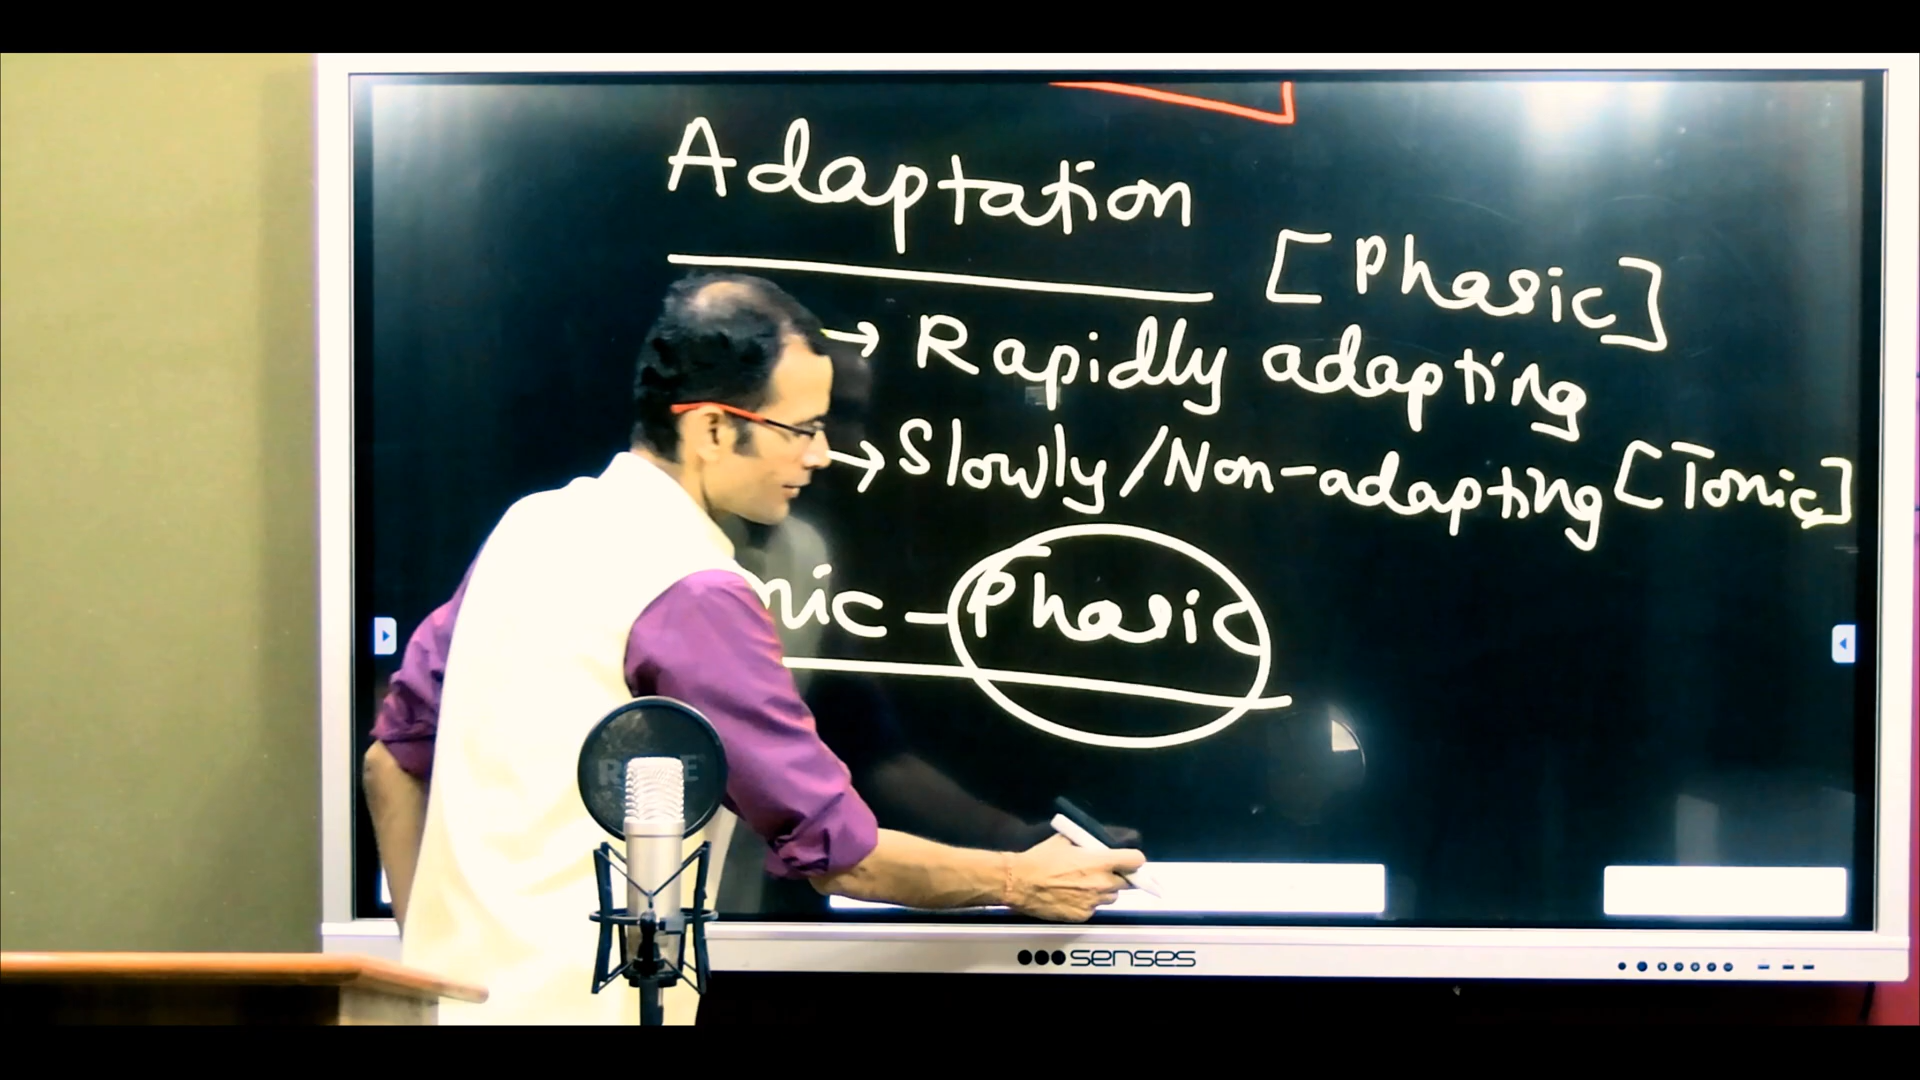 Adaptation
[Phasic]
→ Rapidly adapting
→ Slowly/Non-adapting [Tonic]
nic-Phasic
senses